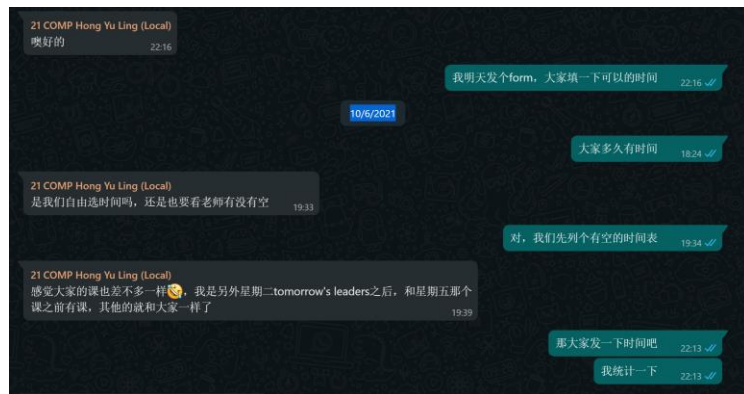 21 COMP Hong Yu Ling (Local)
噢好的
22:16
我明天发个form，大家填一下可以的时间 22:16
10/6/2021
大家多久有时间 18:24
21 COMP Hong Yu Ling (Local)
是我们自由选时间吗，还是也要看老师有没有空 19:33
对，我们先列个有空的时间表 19:34
21 COMP Hong Yu Ling (Local)
感觉大家的课也差不多一样🤣，我是另外星期二tomorrow's leaders之后，和星期五那个
课之前有课，其他的就和大家一样了 19:39
那大家发一下时间吧 22:13
我统计一下 22:13